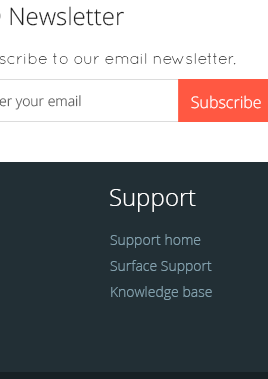 Newsletter
scribe to our email newsletter.
er your email
Subscribe
Support
Support home
Surface Support
Knowledge base